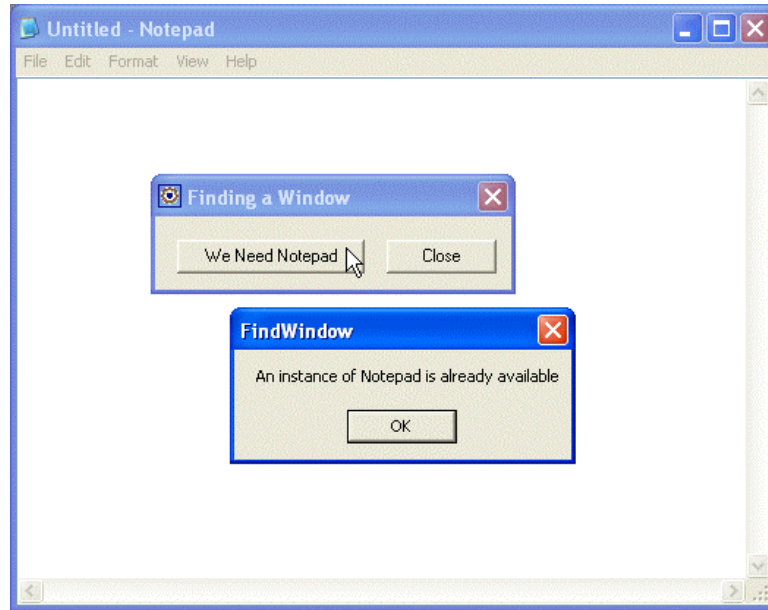 Untitled - Notepad
File Edit Format View Help
Finding a Window
We Need Notepad Close
FindWindow
An instance of Notepad is already available
OK